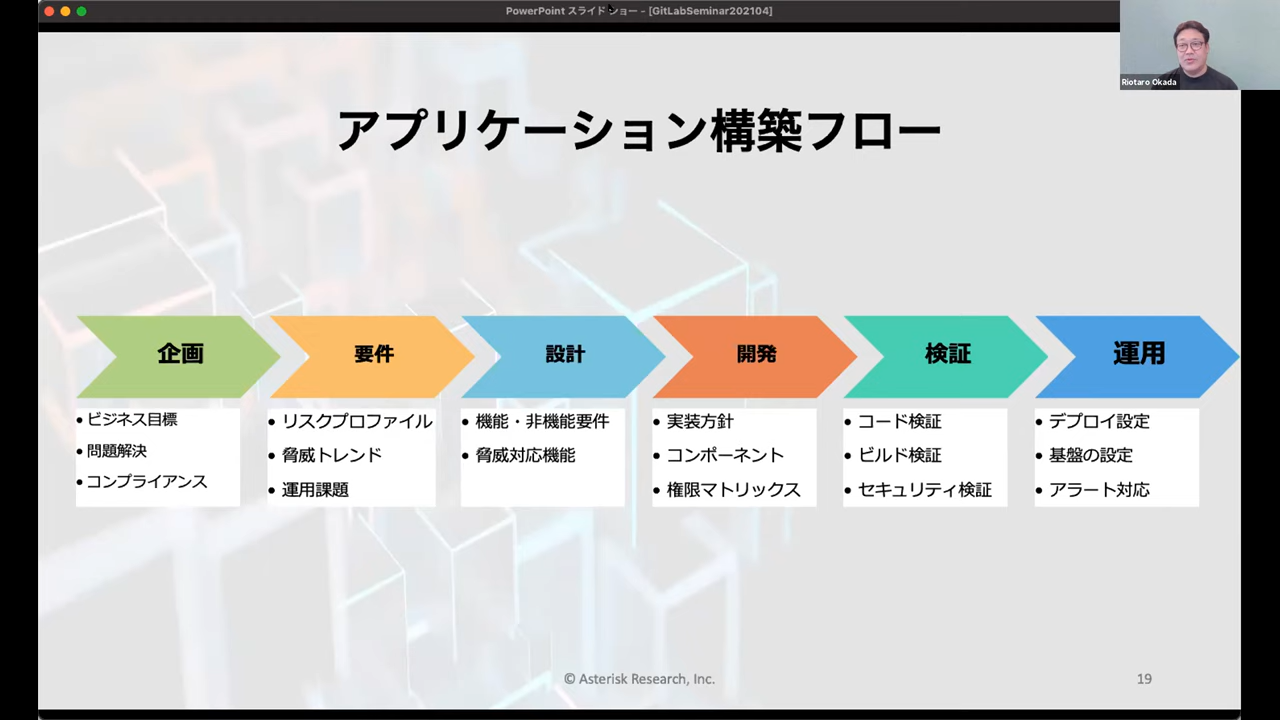 PowerPoint スライド ショー - [GitLabSeminar202104]
Riotaro Okada
アプリケーション構築フロー
企画
• ビジネス目標
• 問題解決
• コンプライアンス
要件
• リスクプロファイル
• 脅威トレンド
• 運用課題
設計
• 機能・非機能要件
• 脅威対応機能
開発
• 実装方針
• コンポーネント
• 権限マトリックス
検証
• コード検証
• ビルド検証
• セキュリティ検証
運用
• デプロイ設定
• 基盤の設定
• アラート対応
© Asterisk Research, Inc.
19